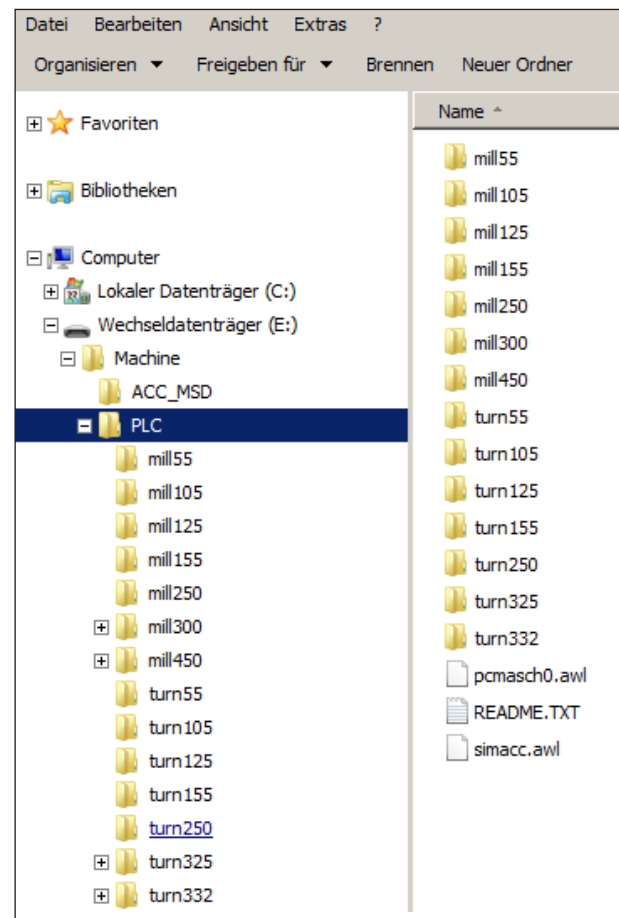 Datei Bearbeiten Ansicht Extras ?
Organisieren Freigeben für Brennen Neuer Ordner
Favoriten
Bibliotheken
Computer
Lokaler Datenträger (C:)
Wechseldatenträger (E:)
Machine
ACC_MSD
PLC
mill55
mill105
mill125
mill155
mill250
mill300
mill450
turn55
turn105
turn125
turn155
turn250
turn325
turn332
Name
mill55
mill105
mill125
mill155
mill250
mill300
mill450
turn55
turn105
turn125
turn155
turn250
turn325
turn332
pcmasch0.awl
README.TXT
simacc.awl